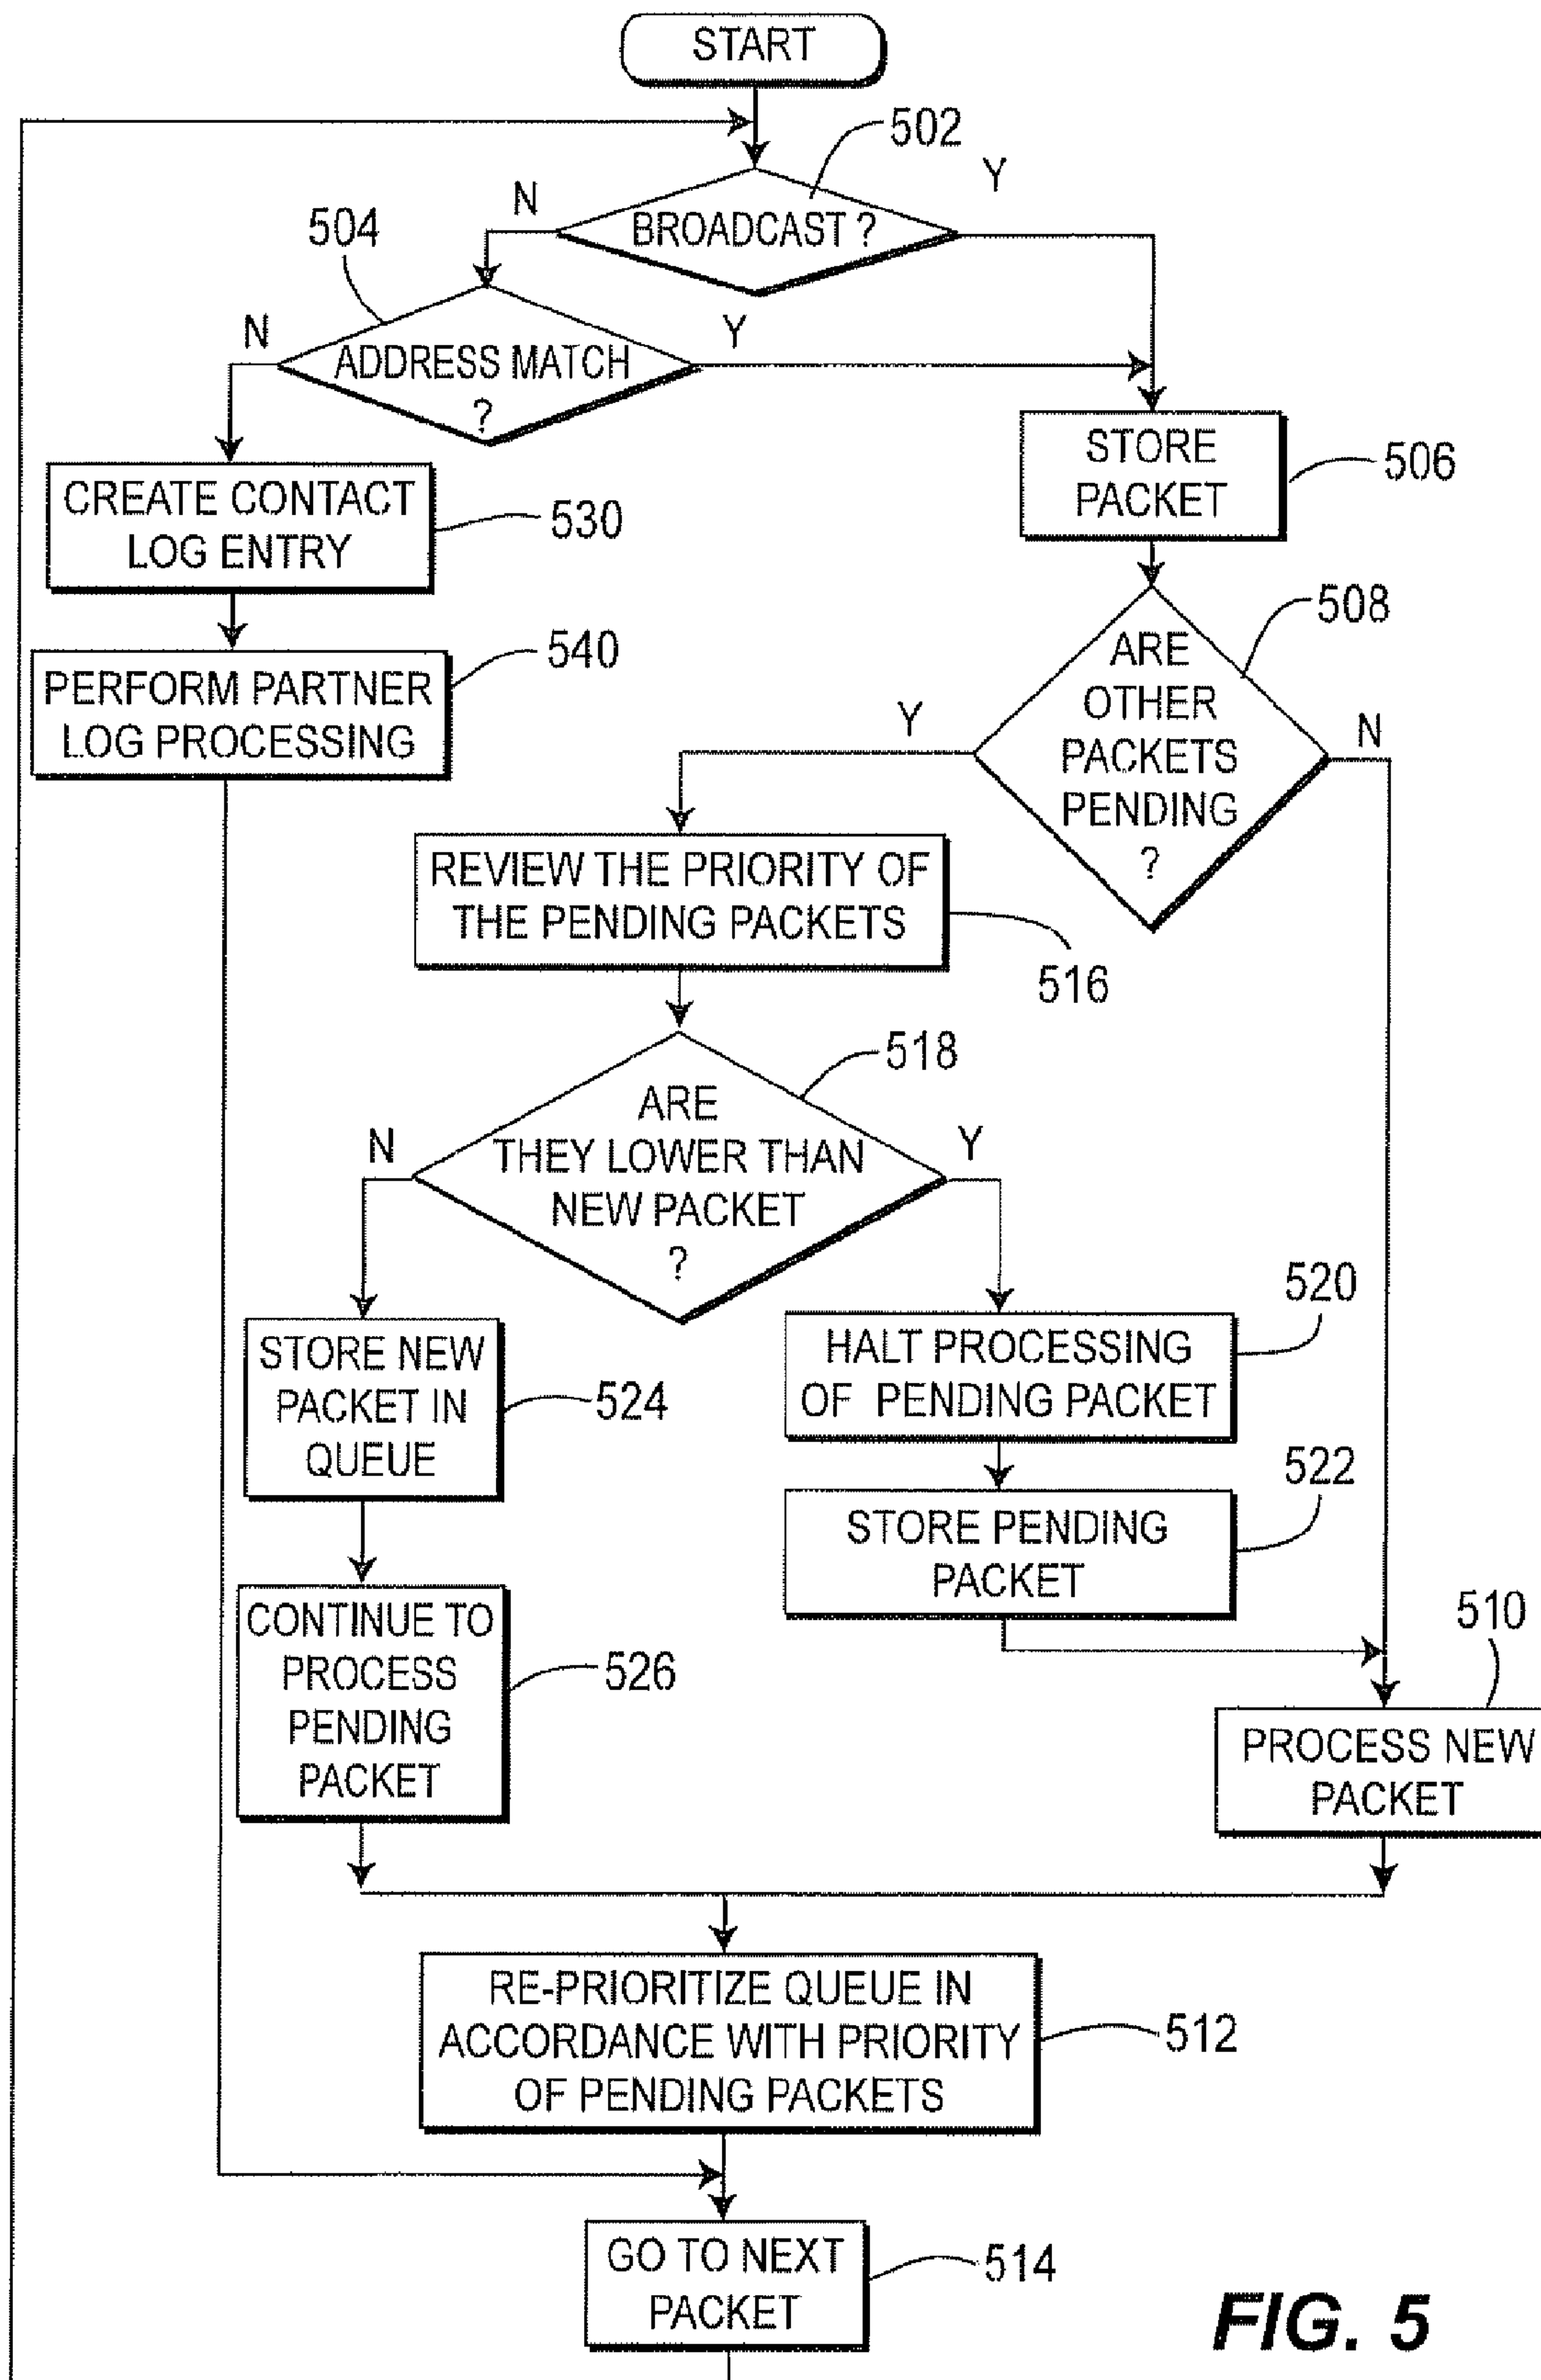 START
502
N
Y
BROADCAST ?
504
N
Y
ADDRESS MATCH
?
STORE
PACKET
506
CREATE CONTACT
LOG ENTRY
530
508
ARE
OTHER
PACKETS
PENDING
?
Y
N
PERFORM PARTNER
LOG PROCESSING
540
REVIEW THE PRIORITY OF
THE PENDING PACKETS
516
518
ARE
THEY LOWER THAN
NEW PACKET
?
N
Y
520
HALT PROCESSING
OF PENDING PACKET
STORE NEW
PACKET IN
QUEUE
524
522
STORE PENDING
PACKET
CONTINUE TO
PROCESS
PENDING
PACKET
526
510
PROCESS NEW
PACKET
RE-PRIORITIZE QUEUE IN
ACCORDANCE WITH PRIORITY
OF PENDING PACKETS
512
GO TO NEXT
PACKET
514
FIG. 5